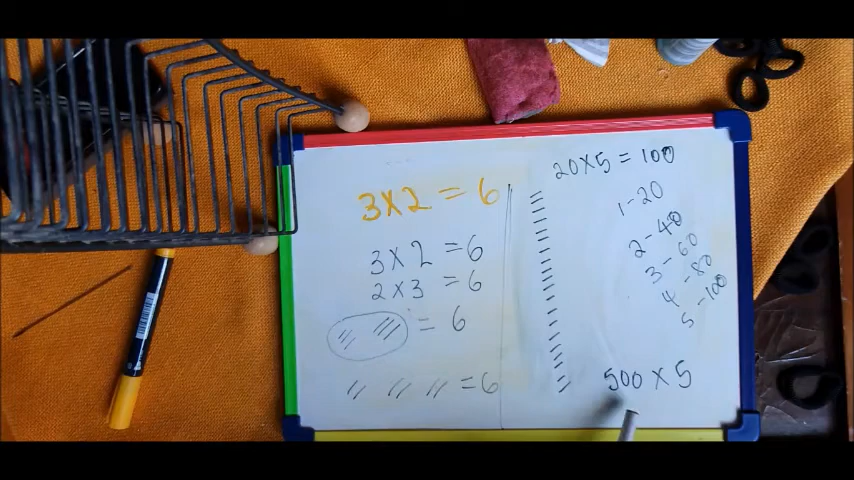 3X2 = 6
3X2 =6
2X3 =6
= 6
=6
20X5 = 100
1-20
2-40
3-60
4-80
5-100
500 X 5